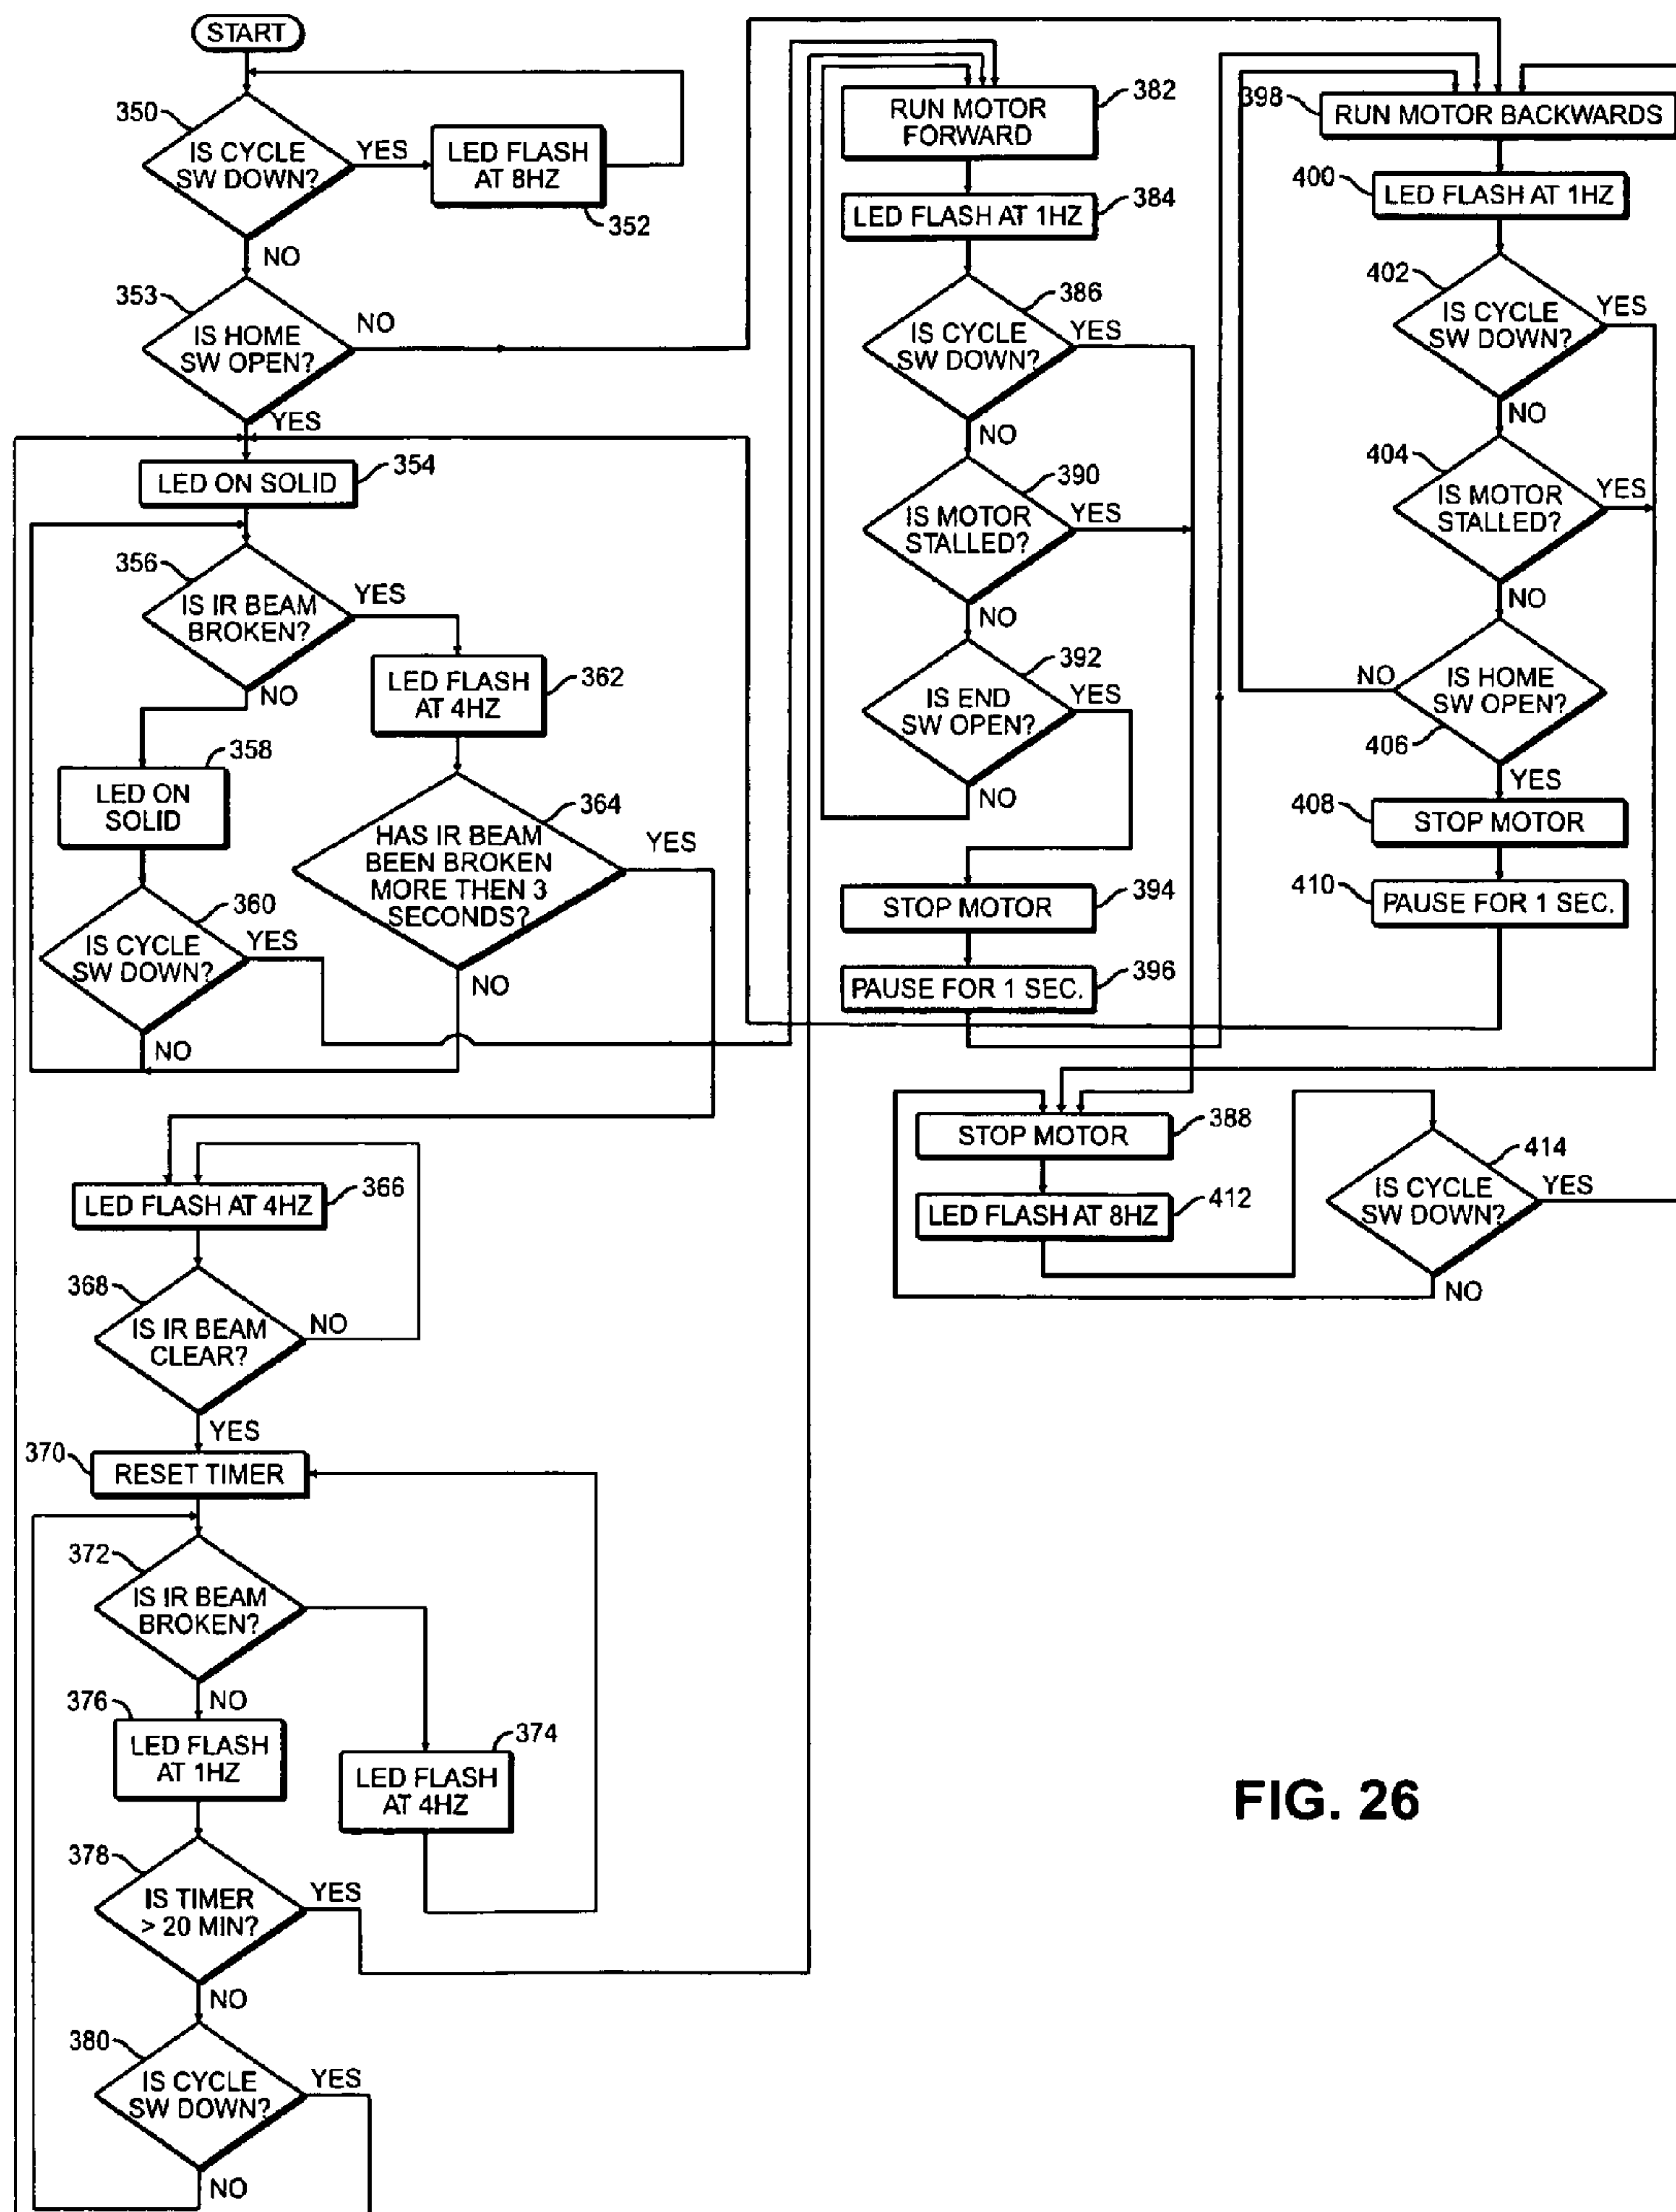 START
350
IS CYCLE
SW DOWN?
YES
LED FLASH
AT 8HZ
352
NO
353
IS HOME
SW OPEN?
NO
YES
LED ON SOLID
354
356
IS IR BEAM
BROKEN?
YES
NO
LED FLASH
AT 4HZ
362
358
LED ON
SOLID
364
HAS IR BEAM
BEEN BROKEN
MORE THEN 3
SECONDS?
YES
NO
360
IS CYCLE
SW DOWN?
YES
NO
LED FLASH AT 4HZ
366
368
IS IR BEAM
CLEAR?
NO
YES
370
RESET TIMER
372
IS IR BEAM
BROKEN?
NO
376
LED FLASH
AT 1HZ
374
LED FLASH
AT 4HZ
378
IS TIMER
> 20 MIN?
YES
NO
380
IS CYCLE
SW DOWN?
YES
NO
382
RUN MOTOR
FORWARD
LED FLASH AT 1HZ
384
386
IS CYCLE
SW DOWN?
YES
NO
390
IS MOTOR
STALLED?
YES
NO
392
IS END
SW OPEN?
YES
NO
STOP MOTOR
394
PAUSE FOR 1 SEC.
396
STOP MOTOR
388
LED FLASH AT 8HZ
412
414
IS CYCLE
SW DOWN?
YES
NO
398
RUN MOTOR BACKWARDS
400
LED FLASH AT 1HZ
402
IS CYCLE
SW DOWN?
YES
NO
404
IS MOTOR
STALLED?
YES
NO
NO
IS HOME
SW OPEN?
406
YES
408
STOP MOTOR
410
PAUSE FOR 1 SEC.
FIG. 26